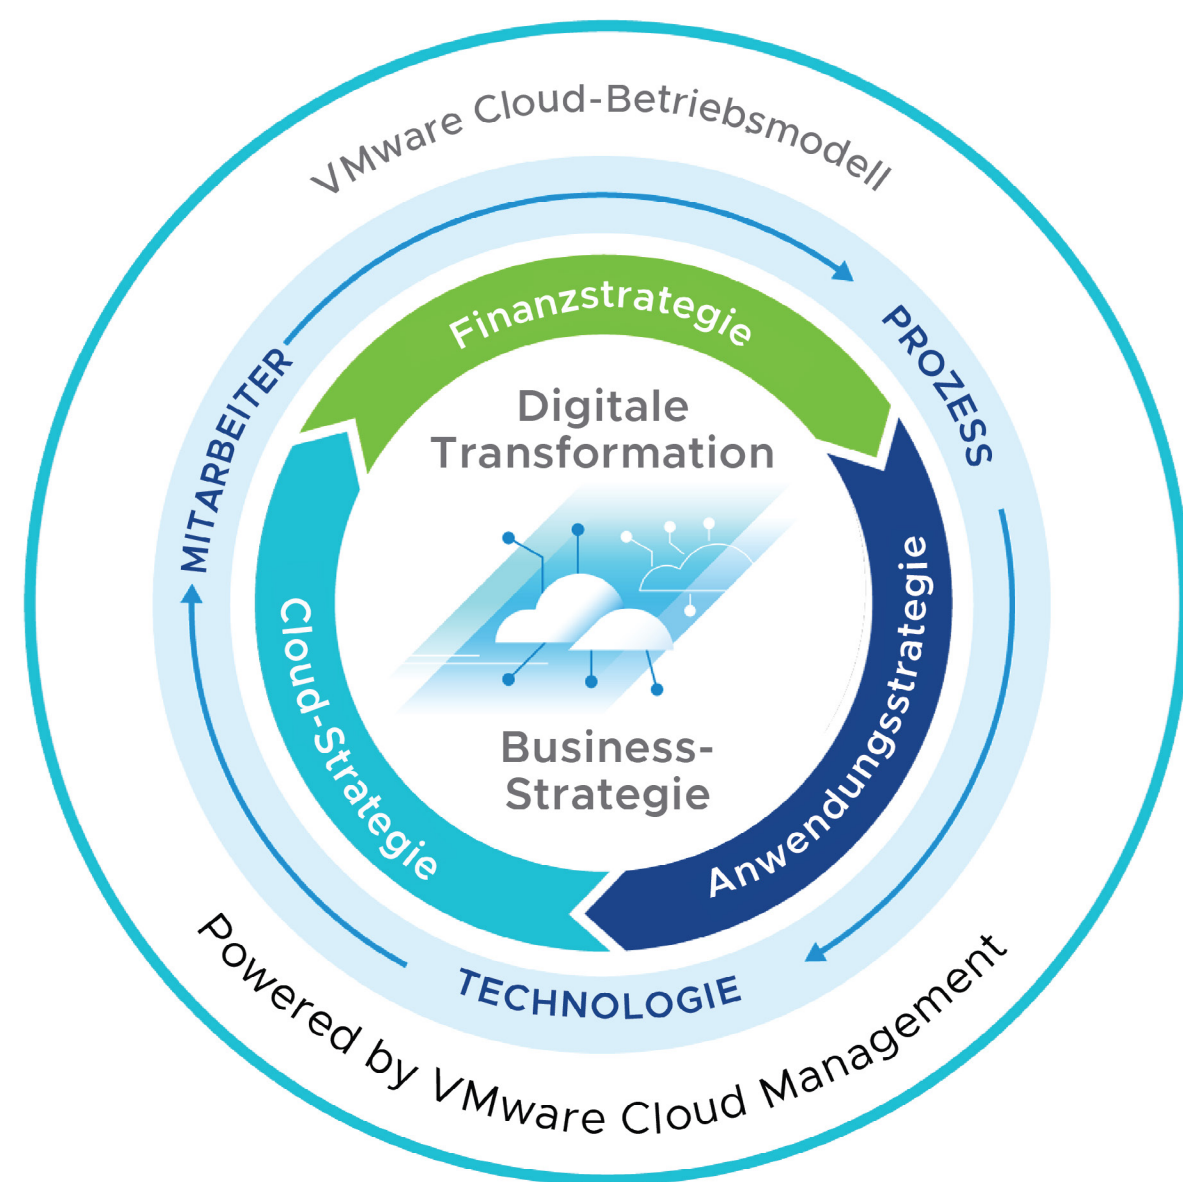 VMware Cloud-Betriebsmodell
MITARBEITER
PROZESS
TECHNOLOGIE
Finanzstrategie
Anwendungsstrategie
Cloud-Strategie
Digitale
Transformation
Business-
Strategie
Powered by VMware Cloud Management